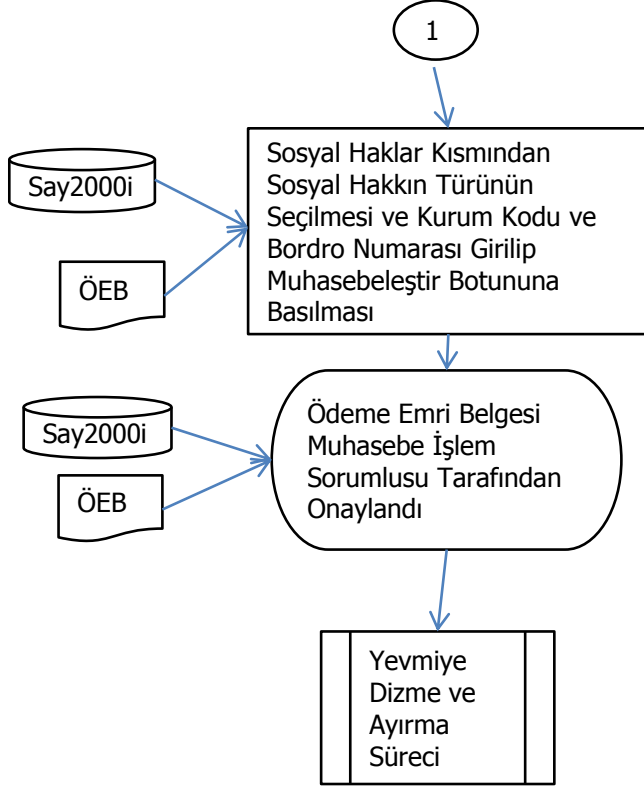 1
Say2000i
ÖEB
Sosyal Haklar Kısmından
Sosyal Hakkın Türünün
Seçilmesi ve Kurum Kodu ve
Bordro Numarası Girilip
Muhasebeleştir Botununa
Basılması
Say2000i
ÖEB
Ödeme Emri Belgesi
Muhasebe İşlem
Sorumlusu Tarafından
Onaylandı
Yevmiye
Dizme ve
Ayırma
Süreci